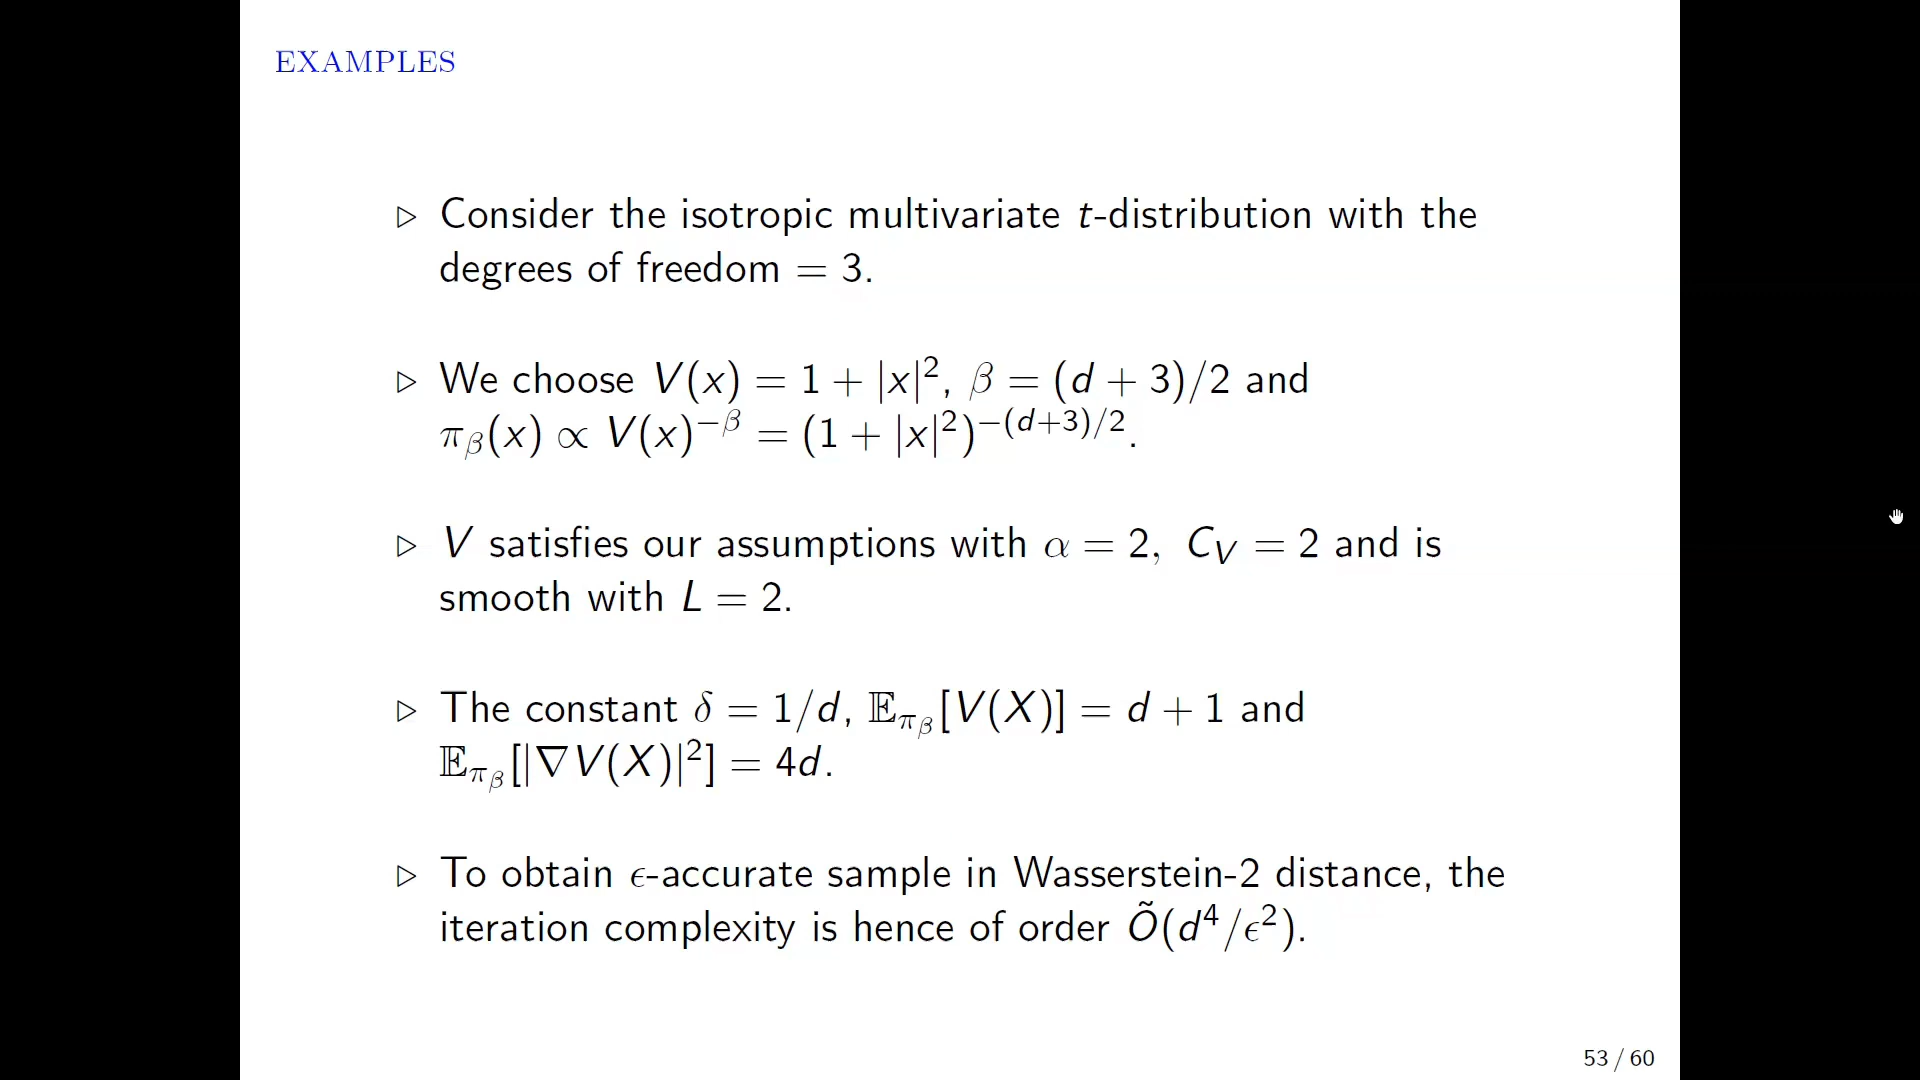 EXAMPLES
▷ Consider the isotropic multivariate t-distribution with the
degrees of freedom = 3.
▷ We choose V(x) = 1 + |x|², β = (d + 3)/2 and
π_β(x) ∝ V(x)^{−β} = (1 + |x|²)^{−(d+3)/2}.
▷ V satisfies our assumptions with α = 2, C_V = 2 and is
smooth with L = 2.
▷ The constant δ = 1/d, 𝔼_{π_β}[V(X)] = d + 1 and
𝔼_{π_β}[|∇V(X)|²] = 4d.
▷ To obtain ϵ-accurate sample in Wasserstein-2 distance, the
iteration complexity is hence of order Õ(d⁴/ϵ²).
53 / 60